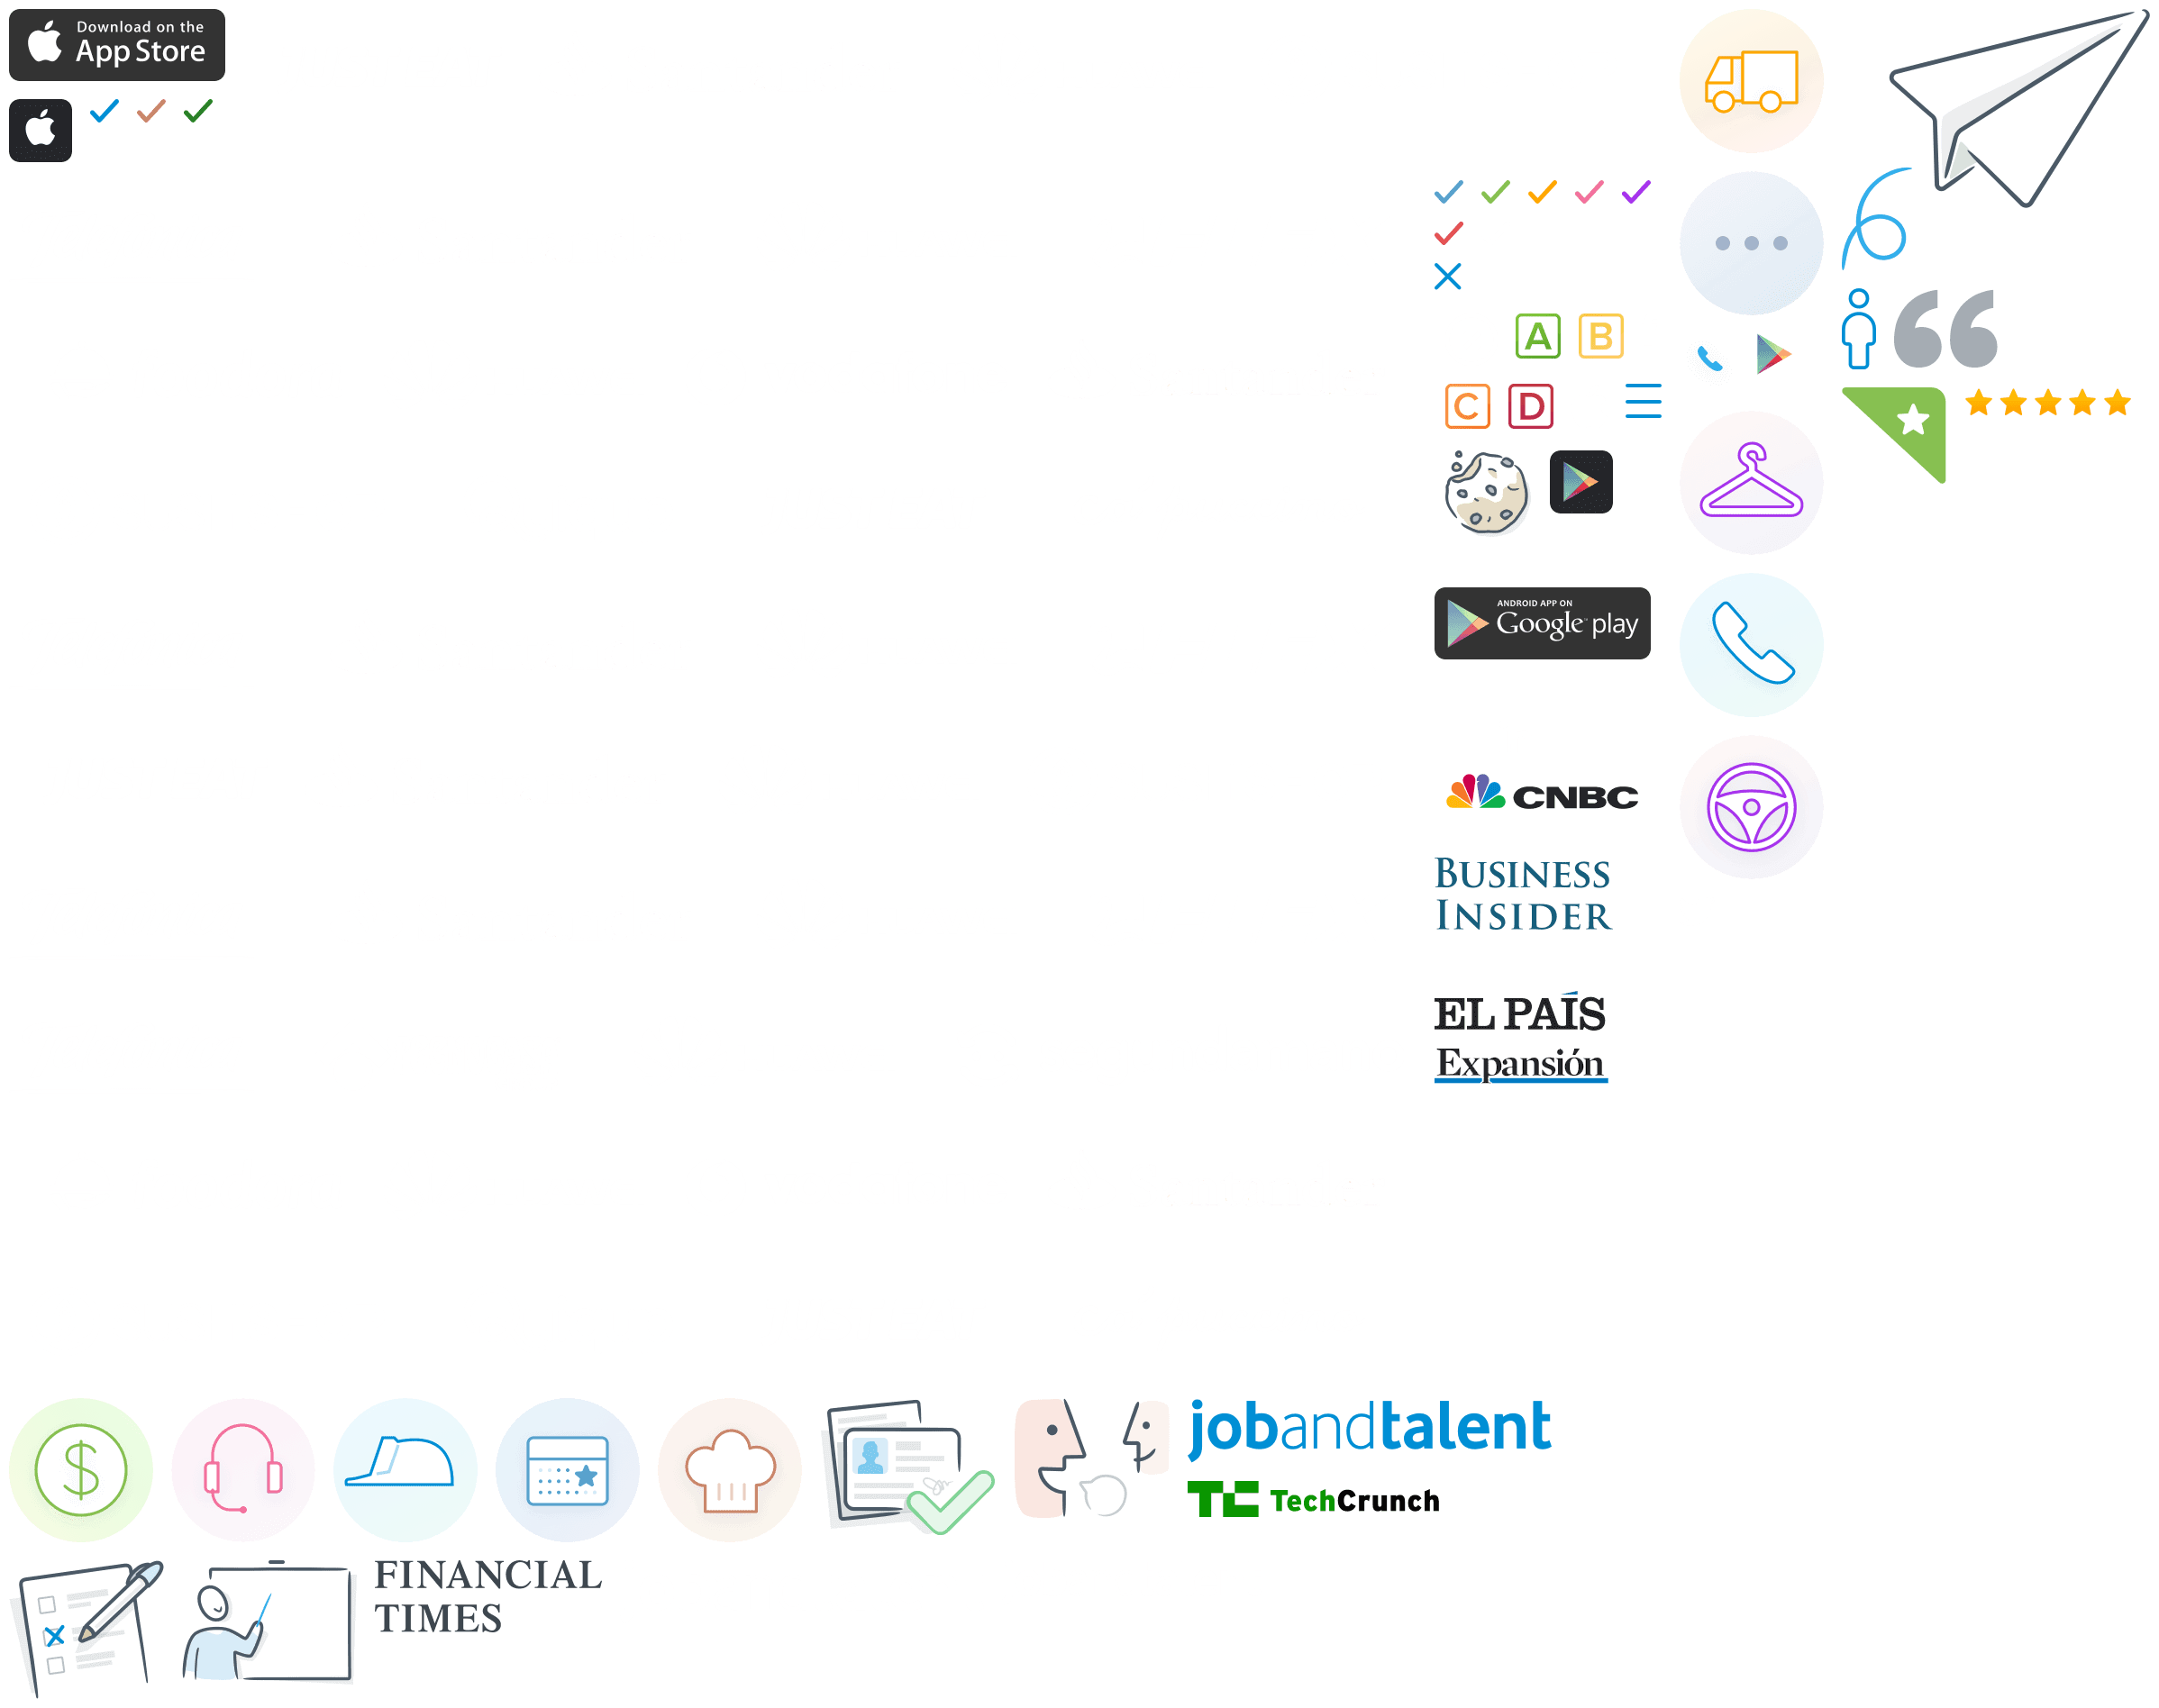 Download on the
App Store
A B
C D
ANDROID APP ON
Google play
CNBC
BUSINESS
INSIDER
EL PAÍS
Expansión
jobandtalent
TC TechCrunch
FINANCIAL
TIMES